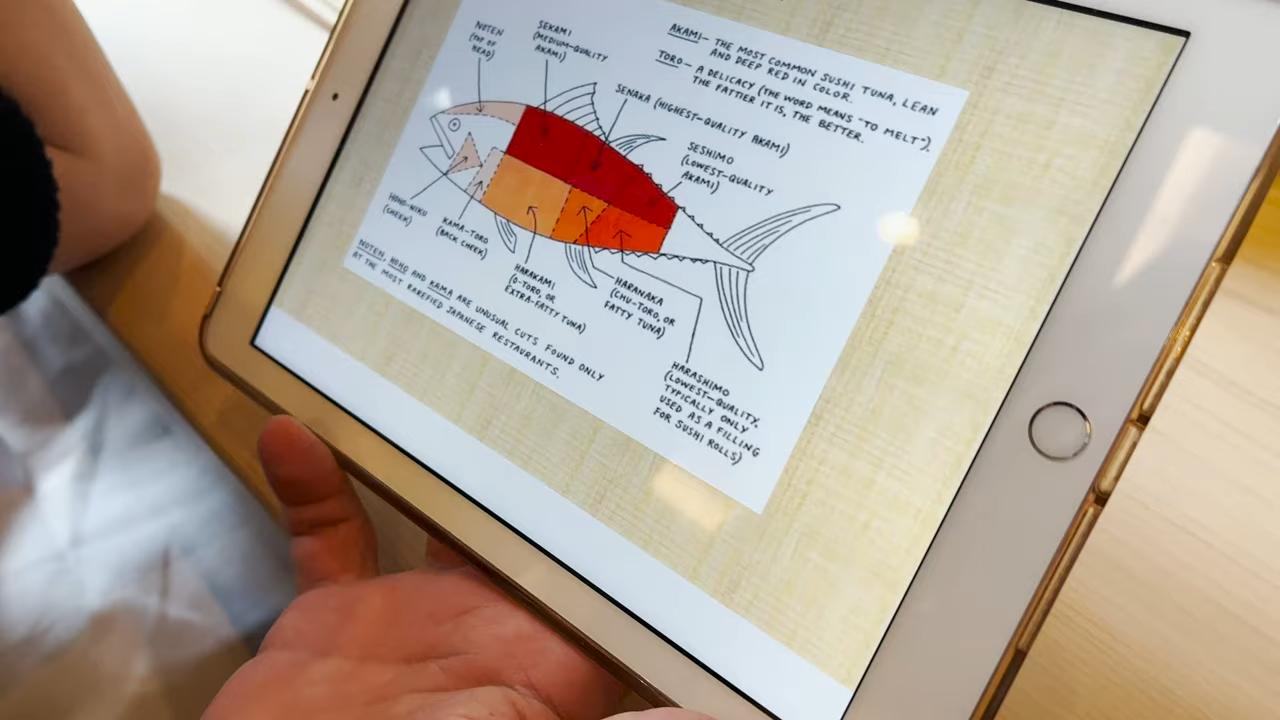 NOTEN
(TOP OF
HEAD)
SEKAMI
(MEDIUM-QUALITY
AKAMI)
AKAMI— THE MOST COMMON SUSHI TUNA, LEAN
AND DEEP RED IN COLOR.
TORO— A DELICACY (THE WORD MEANS "TO MELT").
THE FATTIER IT IS, THE BETTER.
SENAKA (HIGHEST-QUALITY AKAMI)
SESHIMO
(LOWEST-QUALITY
AKAMI)
HOHO-NIKU
(CHEEK)
KAMA-TORO
(BACK CHEEK)
HARAKAMI
(O-TORO, OR
EXTRA-FATTY TUNA)
HARANAKA
(CHU-TORO, OR
FATTY TUNA)
HARASHIMO
(LOWEST-QUALITY.
TYPICALLY ONLY
USED AS A FILLING
FOR SUSHI ROLLS)
NOTEN, HOHO AND KAMA ARE UNUSUAL CUTS FOUND ONLY
AT THE MOST RAREFIED JAPANESE RESTAURANTS.